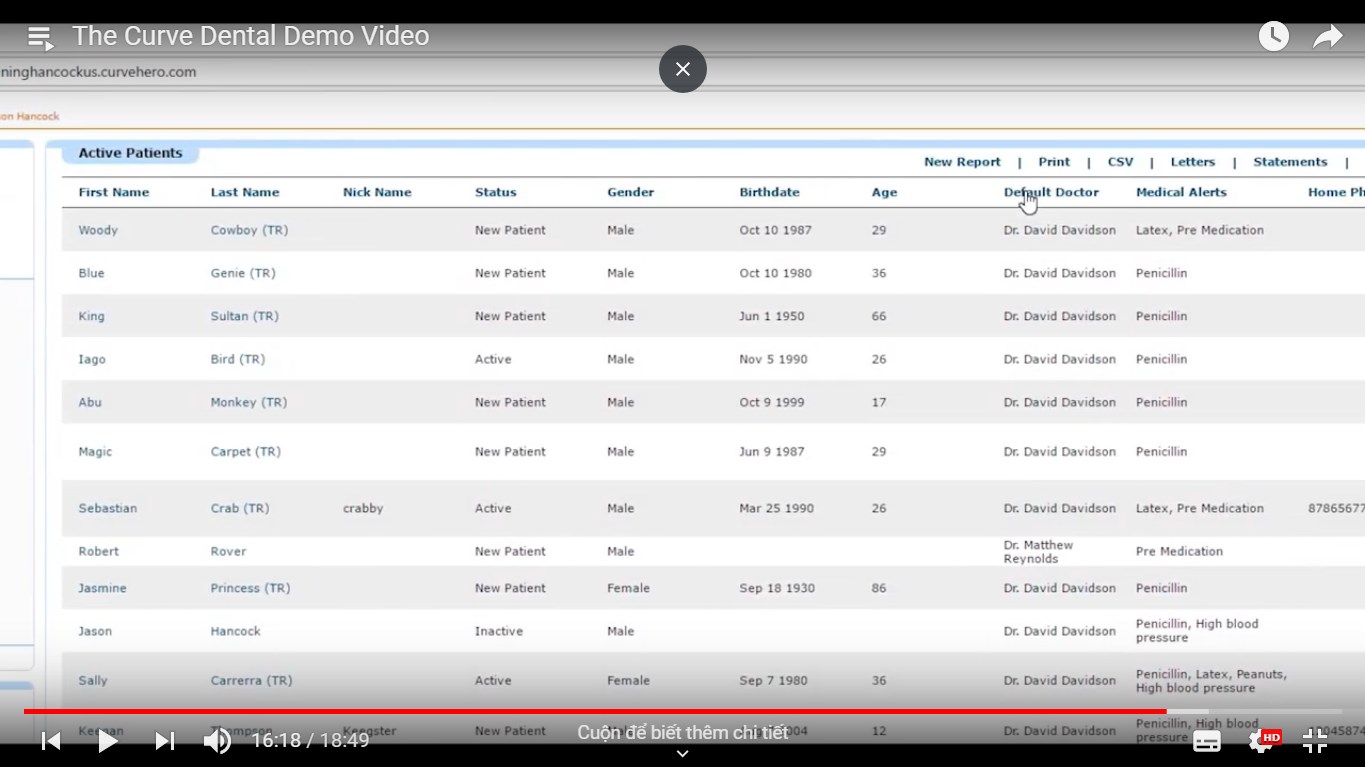 The Curve Dental Demo Video
ninghancockus.curvehero.com
on Hancock
Active Patients
New Report | Print | CSV | Letters | Statements |
First Name Last Name Nick Name Status Gender Birthdate Age Default Doctor Medical Alerts Home Ph
Woody Cowboy (TR) New Patient Male Oct 10 1987 29 Dr. David Davidson Latex, Pre Medication
Blue Genie (TR) New Patient Male Oct 10 1980 36 Dr. David Davidson Penicillin
King Sultan (TR) New Patient Male Jun 1 1950 66 Dr. David Davidson Penicillin
Iago Bird (TR) Active Male Nov 5 1990 26 Dr. David Davidson Penicillin
Abu Monkey (TR) New Patient Male Oct 9 1999 17 Dr. David Davidson Penicillin
Magic Carpet (TR) New Patient Male Jun 9 1987 29 Dr. David Davidson Penicillin
Sebastian Crab (TR) crabby Active Male Mar 25 1990 26 Dr. David Davidson Latex, Pre Medication 87865677
Robert Rover New Patient Male Dr. Matthew Reynolds Pre Medication
Jasmine Princess (TR) New Patient Female Sep 18 1930 86 Dr. David Davidson Penicillin
Jason Hancock Inactive Male Dr. David Davidson Penicillin, High blood pressure
Sally Carrerra (TR) Active Female Sep 7 1980 36 Dr. David Davidson Penicillin, Latex, Peanuts, High blood pressure
Keenan Thompson Keegster 12 Dr. David Davidson Penicillin, High blood pressure
16:18 / 18:49
Cuộn để biết thêm chi tiết
HD